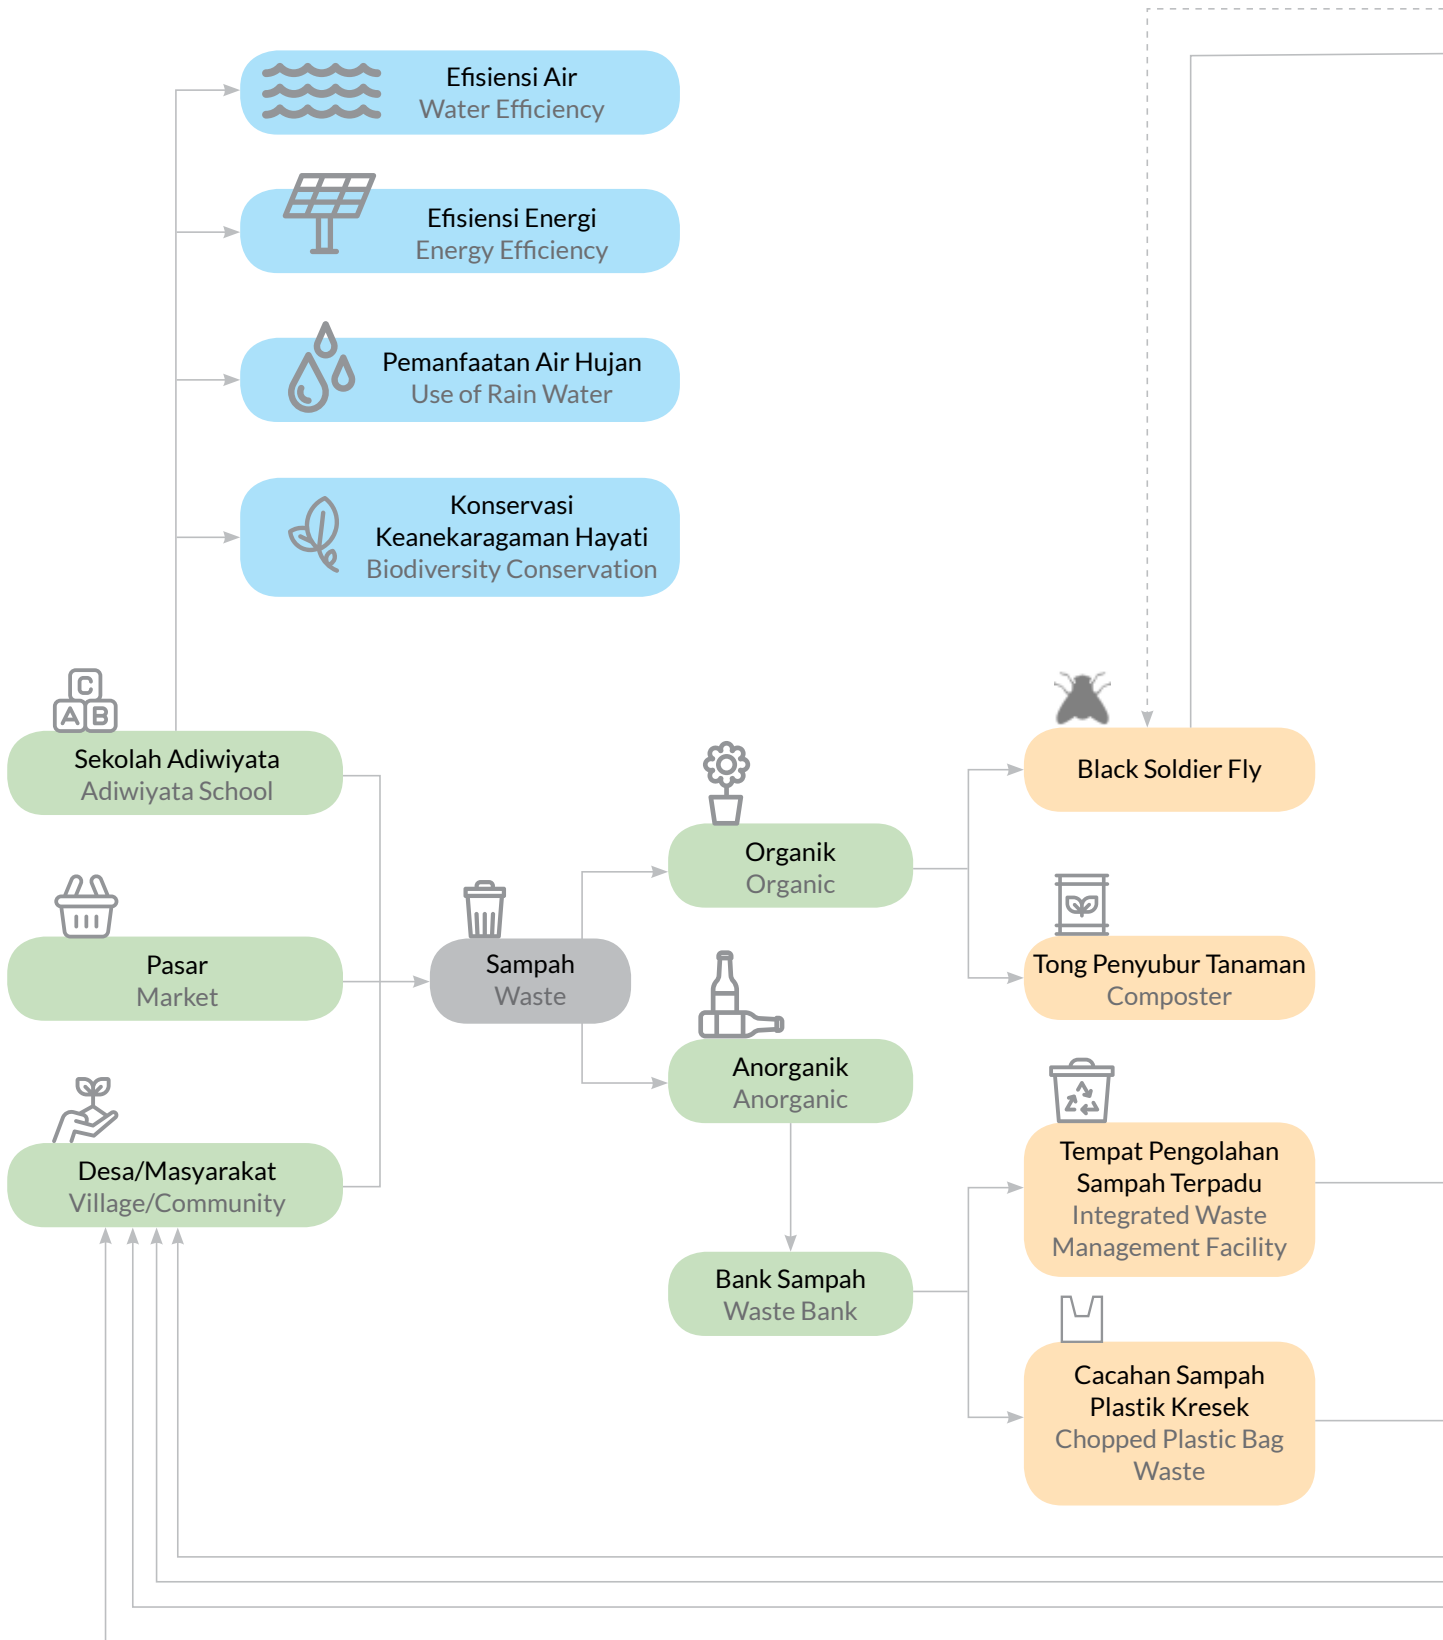 Efisiensi Air
Water Efficiency
Efisiensi Energi
Energy Efficiency
Pemanfaatan Air Hujan
Use of Rain Water
Konservasi
Keanekaragaman Hayati
Biodiversity Conservation
C
A B
Sekolah Adiwiyata
Adiwiyata School
Pasar
Market
Desa/Masyarakat
Village/Community
Sampah
Waste
Organik
Organic
Anorganik
Anorganic
Bank Sampah
Waste Bank
Black Soldier Fly
Tong Penyubur Tanaman
Composter
Tempat Pengolahan
Sampah Terpadu
Integrated Waste
Management Facility
Cacahan Sampah
Plastik Kresek
Chopped Plastic Bag
Waste